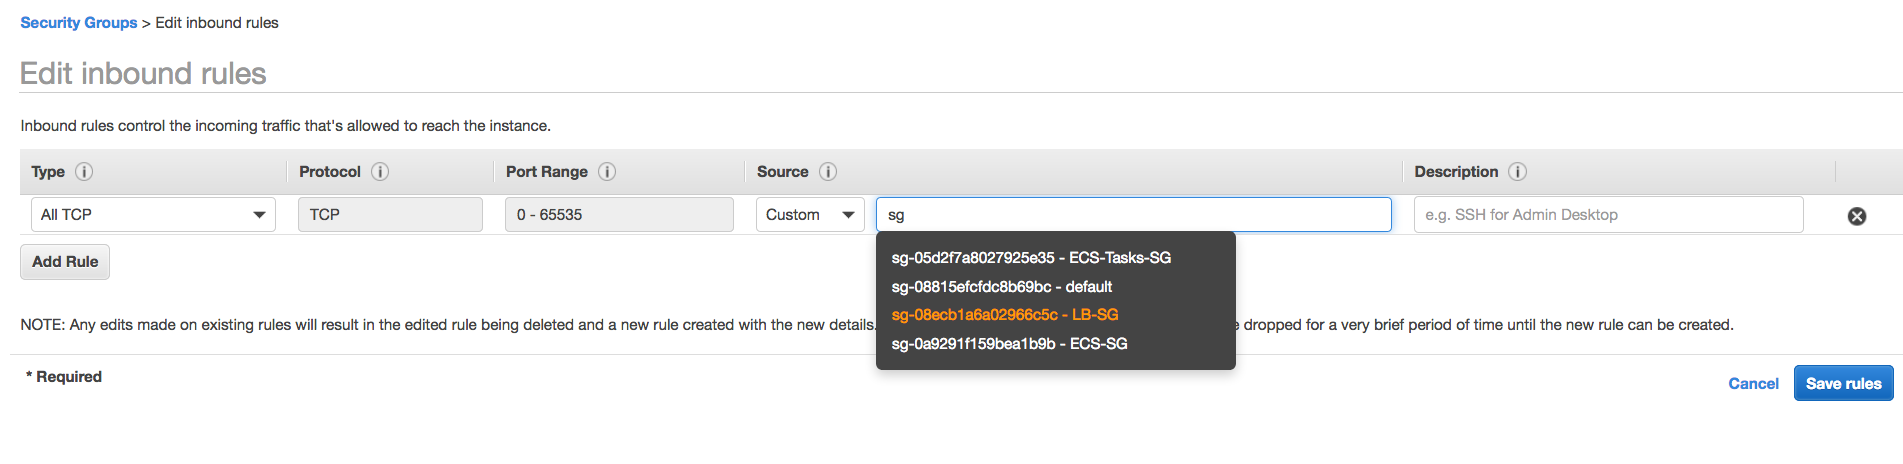 Security Groups > Edit inbound rules
Edit inbound rules
Inbound rules control the incoming traffic that's allowed to reach the instance.
Type i Protocol i Port Range i Source i Description i
All TCP TCP 0 - 65535 Custom sg e.g. SSH for Admin Desktop
Add Rule
sg-05d2f7a8027925e35 - ECS-Tasks-SG
sg-08815efcfdc8b69bc - default
sg-08ecb1a6a02966c5c - LB-SG
sg-0a9291f159bea1b9b - ECS-SG
NOTE: Any edits made on existing rules will result in the edited rule being deleted and a new rule created with the new details. dropped for a very brief period of time until the new rule can be created.
* Required
Cancel Save rules